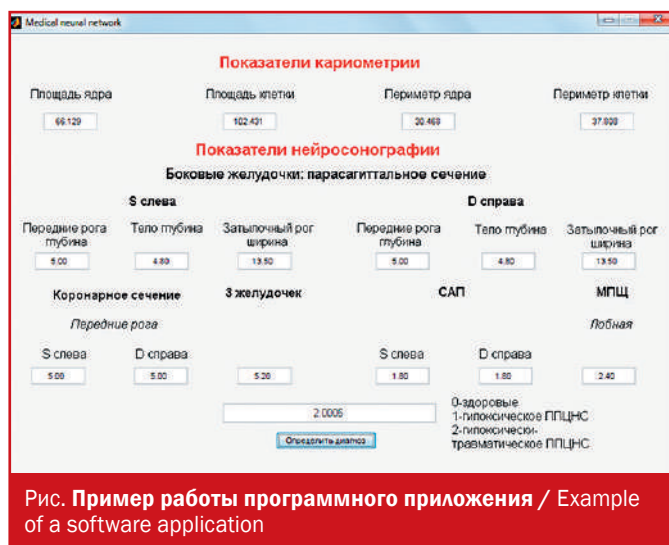 Medical neural network
Показатели кариометрии
Площадь ядра Площадь клетки Периметр ядра Периметр клетки
66.129 102.431 30.469 37.808
Показатели нейросонографии
Боковые желудочки: парасагиттальное сечение
S слева D справа
Передние рога глубина Тело глубина Затылочный рог ширина Передние рога глубина Тело глубина Затылочный рог ширина
5.00 4.80 13.50 5.00 4.80 13.50
Коронарное сечение 3 желудочек САП МПЩ
Передние рога Лобная
S слева D справа S слева D справа
5.00 5.00 5.20 1.80 1.80 2.40
2.0005
Определить диагноз
0-здоровые
1-гипоксическое ППЦНС
2-гипоксически-
травматическое ППЦНС
Рис. Пример работы программного приложения / Example
of a software application